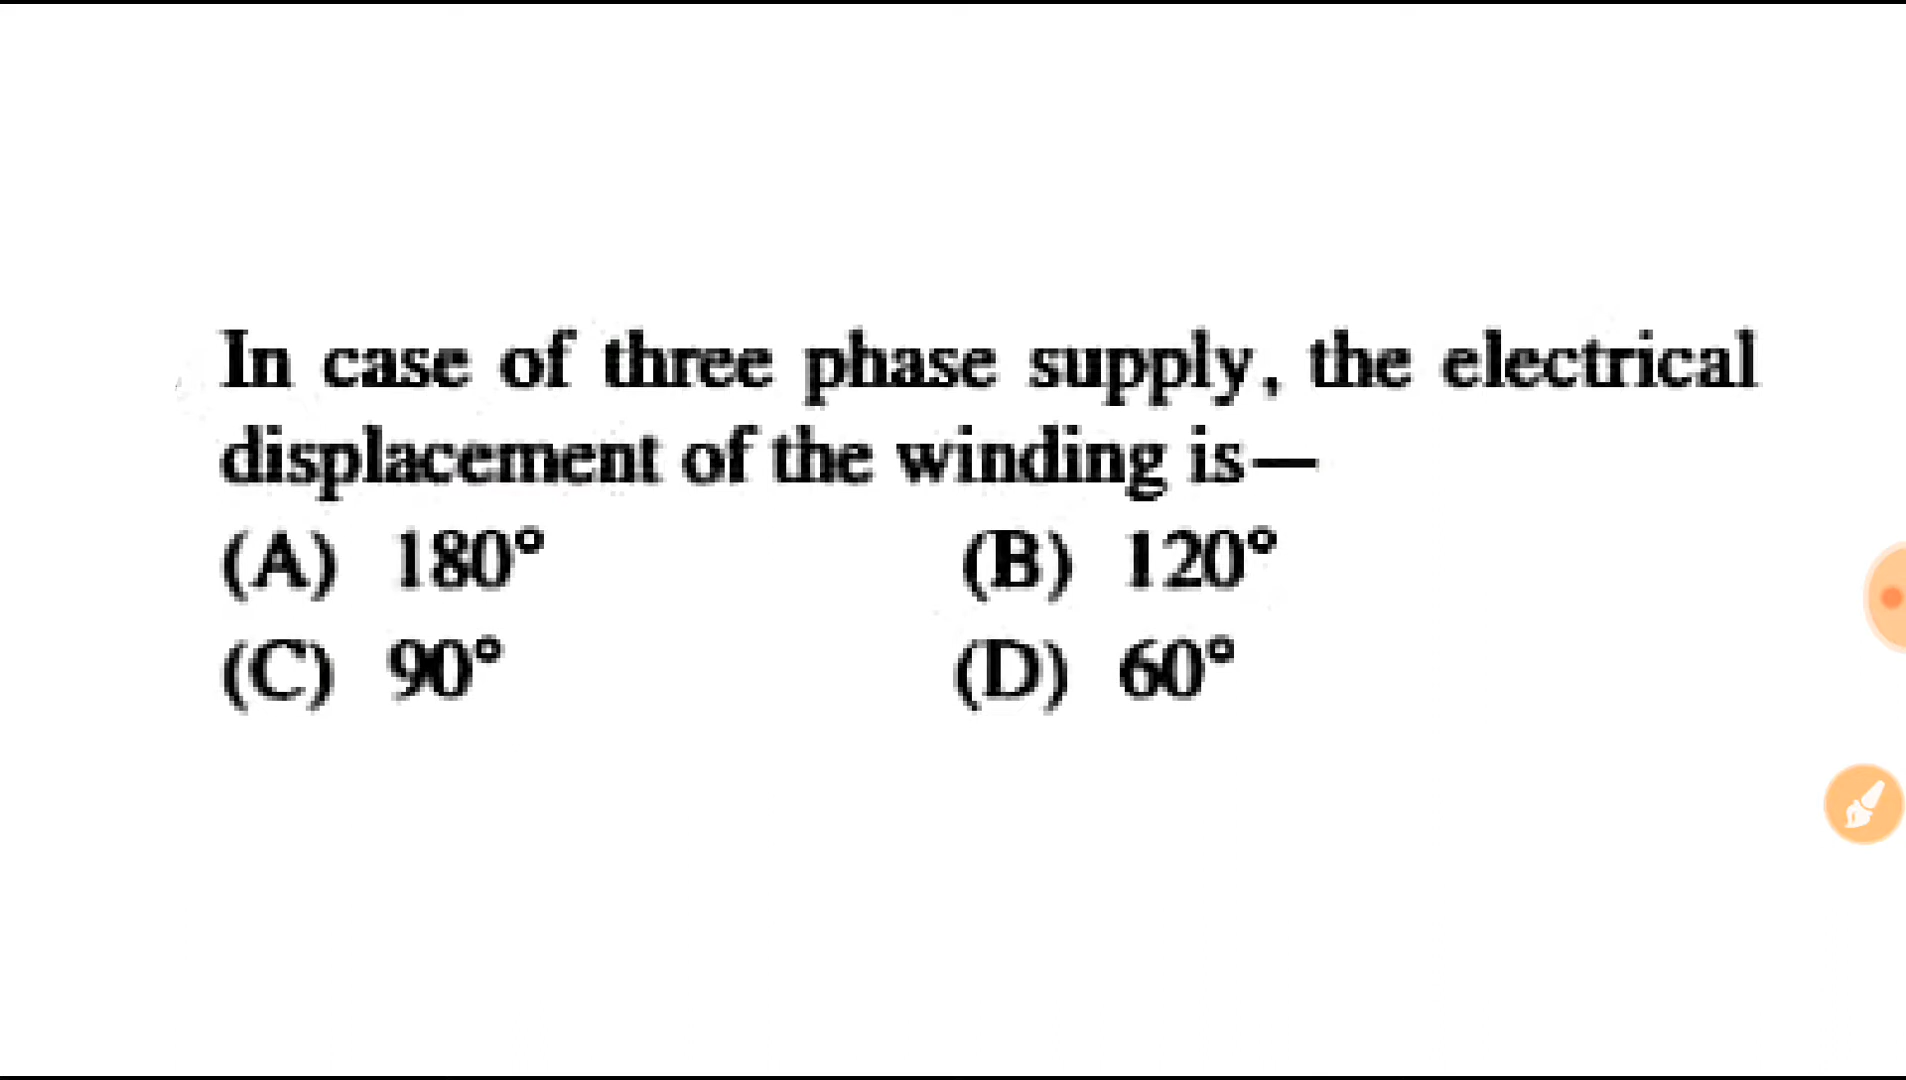 In case of three phase supply, the electrical
displacement of the winding is—
(A) 180° (B) 120°
(C) 90° (D) 60°